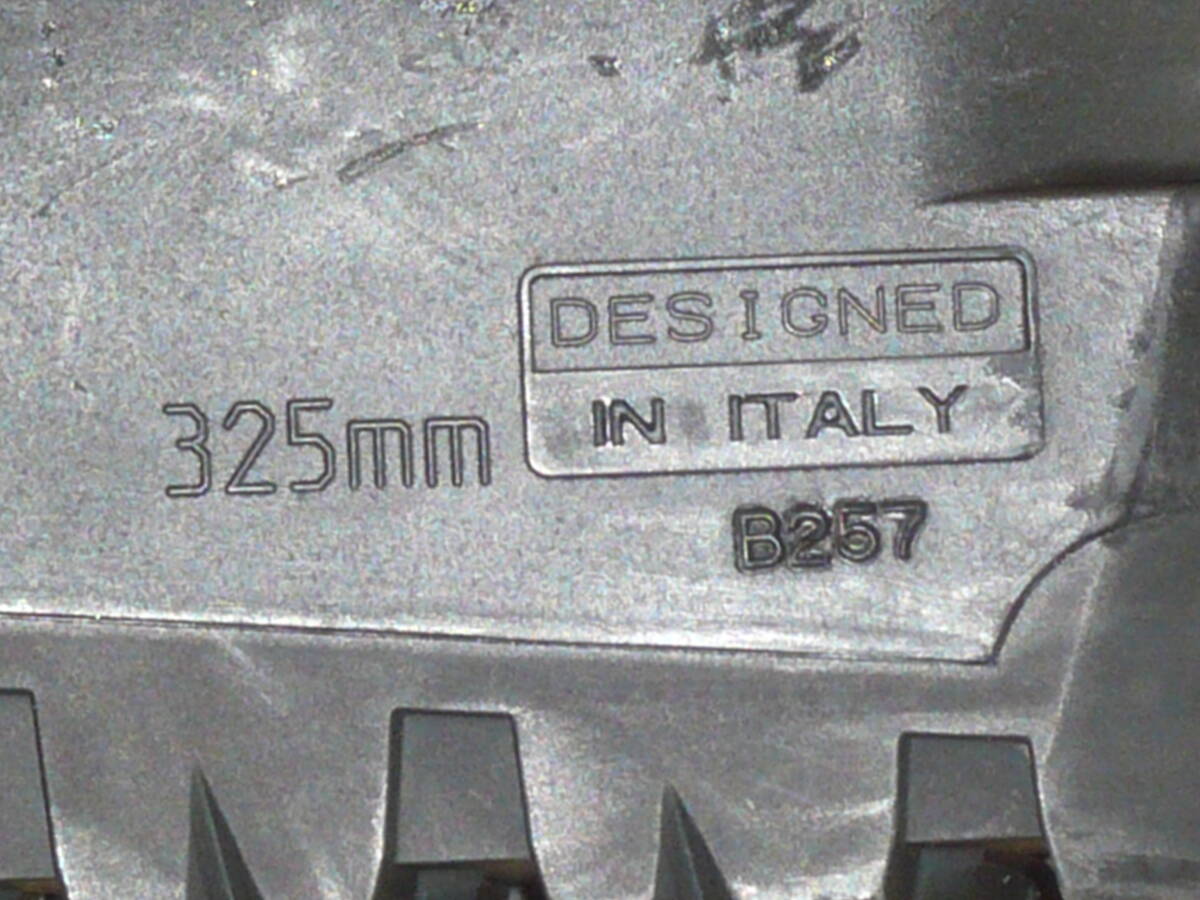 DESIGNED
IN ITALY
325mm
B257